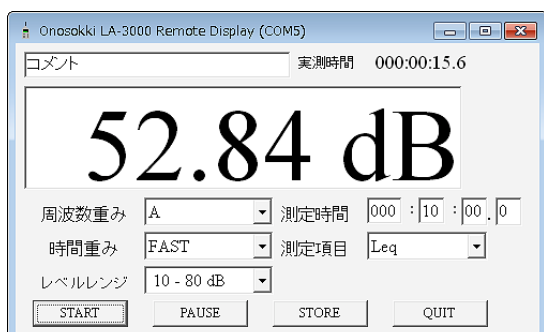 Onosokki LA-3000 Remote Display (COM5)
コメント 実測時間 000:00:15.6
52.84 dB
周波数重み A 測定時間 000 : 10 : 00 . 0
時間重み FAST 測定項目 Leq
レベルレンジ 10 - 80 dB
START PAUSE STORE QUIT